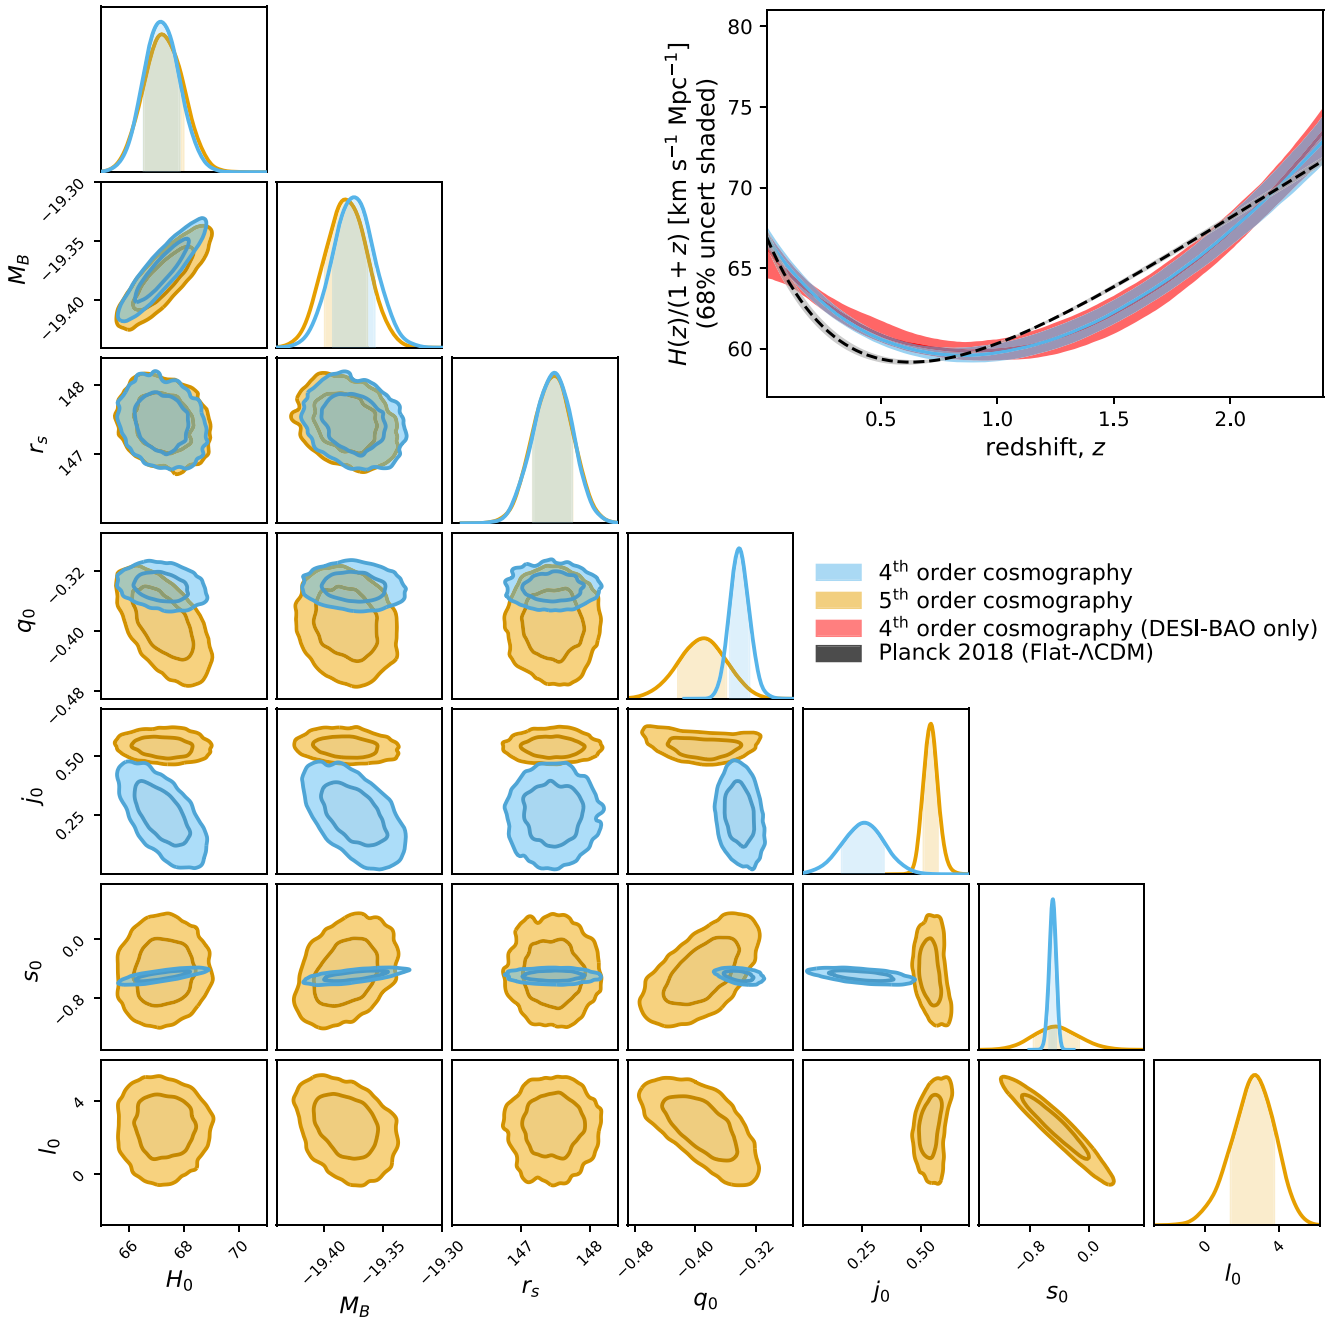 80
75
70
65
60
H(z)/(1 + z) [km s⁻¹ Mpc⁻¹]
(68% uncert shaded)
0.5 1.0 1.5 2.0
redshift, z
4ᵗʰ order cosmography
5ᵗʰ order cosmography
4ᵗʰ order cosmography (DESI-BAO only)
Planck 2018 (Flat-ΛCDM)
−19.30
−19.35
−19.40
M_B
148
147
r_s
−0.32
−0.40
−0.48
q_0
0.50
0.25
j_0
0.0
−0.8
s_0
4
0
l_0
66 68 70
H_0
−19.40 −19.35 −19.30
M_B
147 148
r_s
−0.48 −0.40 −0.32
q_0
0.25 0.50
j_0
−0.8 0.0
s_0
0 4
l_0